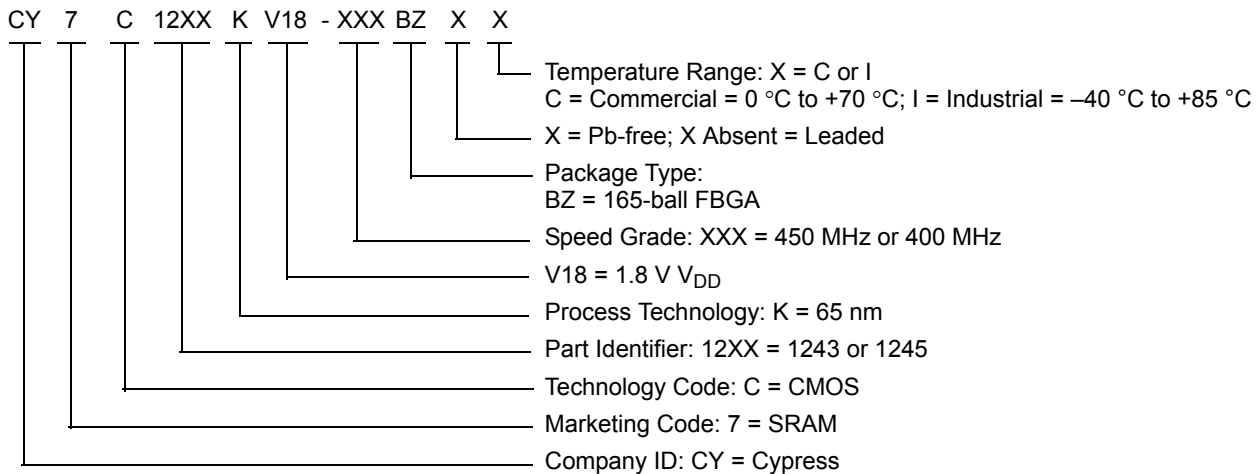 CY 7 C 12XX K V18 - XXX BZ X X
Temperature Range: X = C or I
C = Commercial = 0 °C to +70 °C; I = Industrial = –40 °C to +85 °C
X = Pb-free; X Absent = Leaded
Package Type:
BZ = 165-ball FBGA
Speed Grade: XXX = 450 MHz or 400 MHz
V18 = 1.8 V VDD
Process Technology: K = 65 nm
Part Identifier: 12XX = 1243 or 1245
Technology Code: C = CMOS
Marketing Code: 7 = SRAM
Company ID: CY = Cypress